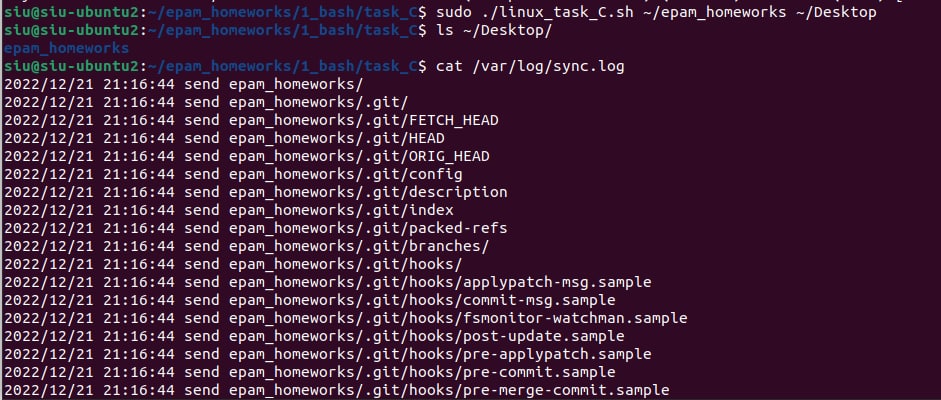 siu@siu-ubuntu2:~/epam_homeworks/1_bash/task_C$ sudo ./linux_task_C.sh ~/epam_homeworks ~/Desktop
siu@siu-ubuntu2:~/epam_homeworks/1_bash/task_C$ ls ~/Desktop/
epam_homeworks
siu@siu-ubuntu2:~/epam_homeworks/1_bash/task_C$ cat /var/log/sync.log
2022/12/21 21:16:44 send epam_homeworks/
2022/12/21 21:16:44 send epam_homeworks/.git/
2022/12/21 21:16:44 send epam_homeworks/.git/FETCH_HEAD
2022/12/21 21:16:44 send epam_homeworks/.git/HEAD
2022/12/21 21:16:44 send epam_homeworks/.git/ORIG_HEAD
2022/12/21 21:16:44 send epam_homeworks/.git/config
2022/12/21 21:16:44 send epam_homeworks/.git/description
2022/12/21 21:16:44 send epam_homeworks/.git/index
2022/12/21 21:16:44 send epam_homeworks/.git/packed-refs
2022/12/21 21:16:44 send epam_homeworks/.git/branches/
2022/12/21 21:16:44 send epam_homeworks/.git/hooks/
2022/12/21 21:16:44 send epam_homeworks/.git/hooks/applypatch-msg.sample
2022/12/21 21:16:44 send epam_homeworks/.git/hooks/commit-msg.sample
2022/12/21 21:16:44 send epam_homeworks/.git/hooks/fsmonitor-watchman.sample
2022/12/21 21:16:44 send epam_homeworks/.git/hooks/post-update.sample
2022/12/21 21:16:44 send epam_homeworks/.git/hooks/pre-applypatch.sample
2022/12/21 21:16:44 send epam_homeworks/.git/hooks/pre-commit.sample
2022/12/21 21:16:44 send epam_homeworks/.git/hooks/pre-merge-commit.sample